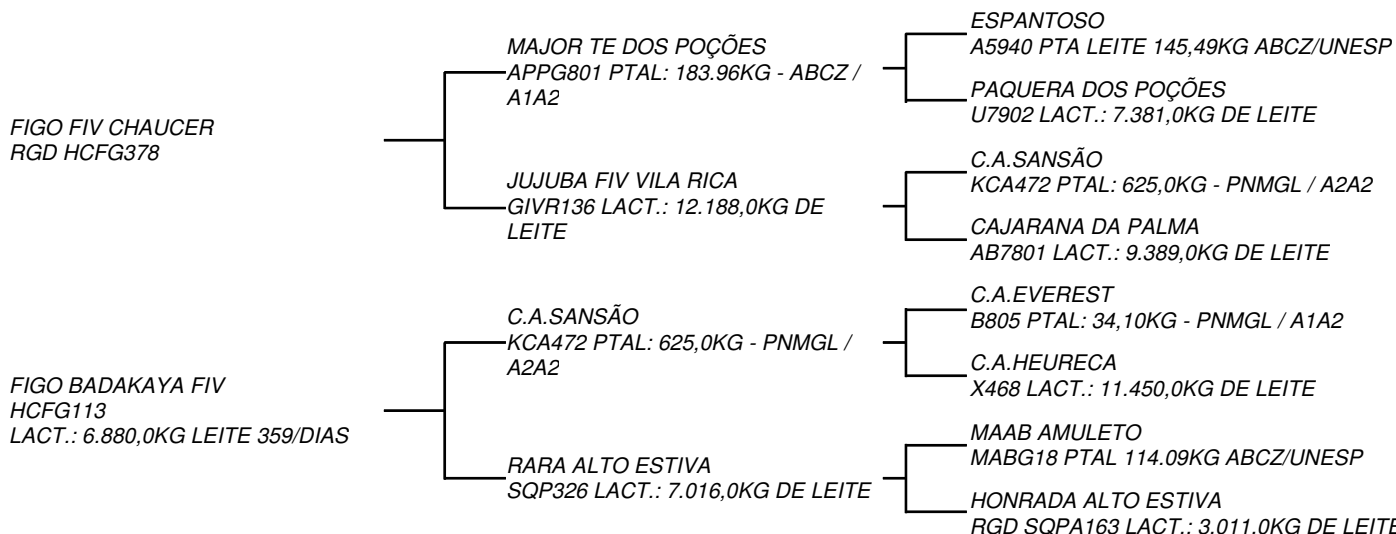 FIGO FIV CHAUCER
RGD HCFG378
MAJOR TE DOS POÇÕES
APPG801 PTAL: 183.96KG - ABCZ /
A1A2
ESPANTOSO
A5940 PTA LEITE 145,49KG ABCZ/UNESP
PAQUERA DOS POÇÕES
U7902 LACT.: 7.381,0KG DE LEITE
JUJUBA FIV VILA RICA
GIVR136 LACT.: 12.188,0KG DE
LEITE
C.A.SANSÃO
KCA472 PTAL: 625,0KG - PNMGL / A2A2
CAJARANA DA PALMA
AB7801 LACT.: 9.389,0KG DE LEITE
FIGO BADAKAYA FIV
HCFG113
LACT.: 6.880,0KG LEITE 359/DIAS
C.A.SANSÃO
KCA472 PTAL: 625,0KG - PNMGL /
A2A2
C.A.EVEREST
B805 PTAL: 34,10KG - PNMGL / A1A2
C.A.HEURECA
X468 LACT.: 11.450,0KG DE LEITE
RARA ALTO ESTIVA
SQP326 LACT.: 7.016,0KG DE LEITE
MAAB AMULETO
MABG18 PTAL 114.09KG ABCZ/UNESP
HONRADA ALTO ESTIVA
RGD SQPA163 LACT.: 3.011,0KG DE LEITE